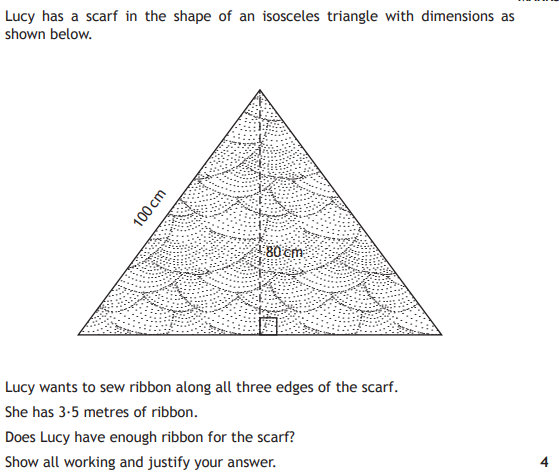 Lucy has a scarf in the shape of an isosceles triangle with dimensions as
shown below.
100 cm
80 cm
Lucy wants to sew ribbon along all three edges of the scarf.
She has 3·5 metres of ribbon.
Does Lucy have enough ribbon for the scarf?
Show all working and justify your answer.
4